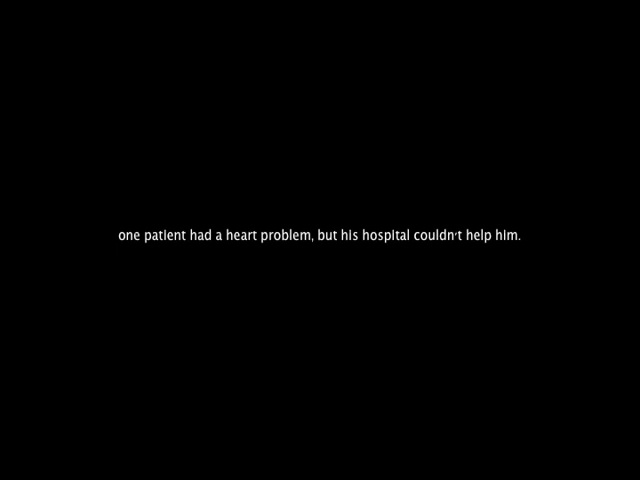 one patient had a heart problem, but his hospital couldn't help him.